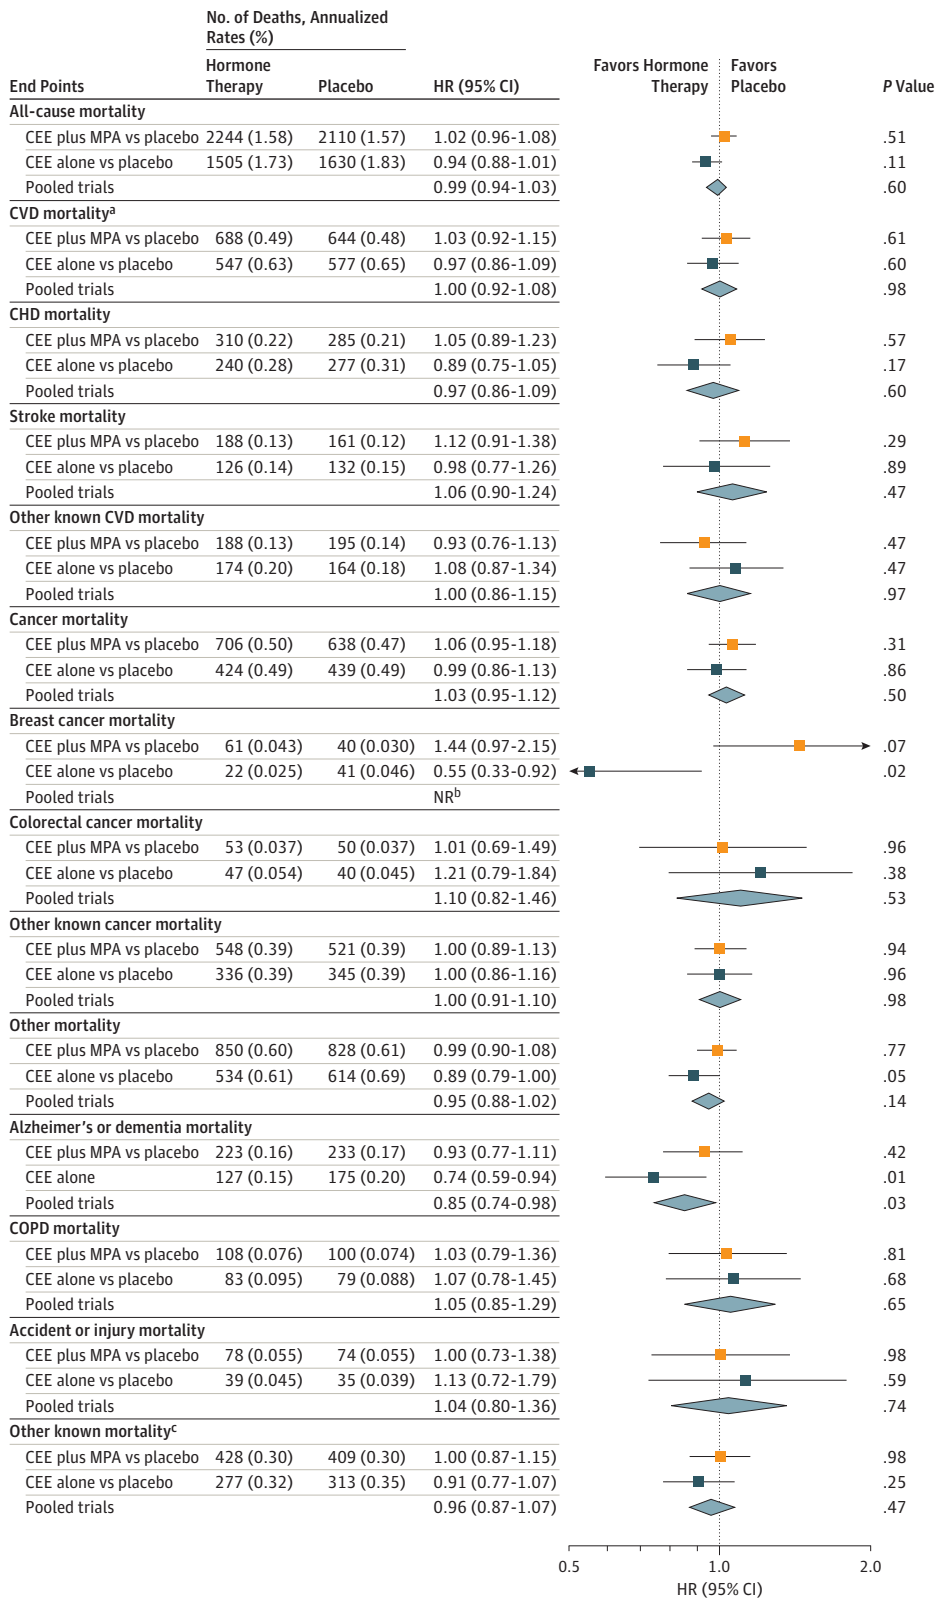 No. of Deaths, Annualized
Rates (%)
Hormone Favors Hormone Favors
End Points Therapy Placebo HR (95% CI) Therapy Placebo P Value
All-cause mortality
CEE plus MPA vs placebo 2244 (1.58) 2110 (1.57) 1.02 (0.96-1.08) .51
CEE alone vs placebo 1505 (1.73) 1630 (1.83) 0.94 (0.88-1.01) .11
Pooled trials 0.99 (0.94-1.03) .60
CVD mortalitya
CEE plus MPA vs placebo 688 (0.49) 644 (0.48) 1.03 (0.92-1.15) .61
CEE alone vs placebo 547 (0.63) 577 (0.65) 0.97 (0.86-1.09) .60
Pooled trials 1.00 (0.92-1.08) .98
CHD mortality
CEE plus MPA vs placebo 310 (0.22) 285 (0.21) 1.05 (0.89-1.23) .57
CEE alone vs placebo 240 (0.28) 277 (0.31) 0.89 (0.75-1.05) .17
Pooled trials 0.97 (0.86-1.09) .60
Stroke mortality
CEE plus MPA vs placebo 188 (0.13) 161 (0.12) 1.12 (0.91-1.38) .29
CEE alone vs placebo 126 (0.14) 132 (0.15) 0.98 (0.77-1.26) .89
Pooled trials 1.06 (0.90-1.24) .47
Other known CVD mortality
CEE plus MPA vs placebo 188 (0.13) 195 (0.14) 0.93 (0.76-1.13) .47
CEE alone vs placebo 174 (0.20) 164 (0.18) 1.08 (0.87-1.34) .47
Pooled trials 1.00 (0.86-1.15) .97
Cancer mortality
CEE plus MPA vs placebo 706 (0.50) 638 (0.47) 1.06 (0.95-1.18) .31
CEE alone vs placebo 424 (0.49) 439 (0.49) 0.99 (0.86-1.13) .86
Pooled trials 1.03 (0.95-1.12) .50
Breast cancer mortality
CEE plus MPA vs placebo 61 (0.043) 40 (0.030) 1.44 (0.97-2.15) .07
CEE alone vs placebo 22 (0.025) 41 (0.046) 0.55 (0.33-0.92) .02
Pooled trials NRb
Colorectal cancer mortality
CEE plus MPA vs placebo 53 (0.037) 50 (0.037) 1.01 (0.69-1.49) .96
CEE alone vs placebo 47 (0.054) 40 (0.045) 1.21 (0.79-1.84) .38
Pooled trials 1.10 (0.82-1.46) .53
Other known cancer mortality
CEE plus MPA vs placebo 548 (0.39) 521 (0.39) 1.00 (0.89-1.13) .94
CEE alone vs placebo 336 (0.39) 345 (0.39) 1.00 (0.86-1.16) .96
Pooled trials 1.00 (0.91-1.10) .98
Other mortality
CEE plus MPA vs placebo 850 (0.60) 828 (0.61) 0.99 (0.90-1.08) .77
CEE alone vs placebo 534 (0.61) 614 (0.69) 0.89 (0.79-1.00) .05
Pooled trials 0.95 (0.88-1.02) .14
Alzheimer's or dementia mortality
CEE plus MPA vs placebo 223 (0.16) 233 (0.17) 0.93 (0.77-1.11) .42
CEE alone 127 (0.15) 175 (0.20) 0.74 (0.59-0.94) .01
Pooled trials 0.85 (0.74-0.98) .03
COPD mortality
CEE plus MPA vs placebo 108 (0.076) 100 (0.074) 1.03 (0.79-1.36) .81
CEE alone vs placebo 83 (0.095) 79 (0.088) 1.07 (0.78-1.45) .68
Pooled trials 1.05 (0.85-1.29) .65
Accident or injury mortality
CEE plus MPA vs placebo 78 (0.055) 74 (0.055) 1.00 (0.73-1.38) .98
CEE alone vs placebo 39 (0.045) 35 (0.039) 1.13 (0.72-1.79) .59
Pooled trials 1.04 (0.80-1.36) .74
Other known mortalityc
CEE plus MPA vs placebo 428 (0.30) 409 (0.30) 1.00 (0.87-1.15) .98
CEE alone vs placebo 277 (0.32) 313 (0.35) 0.91 (0.77-1.07) .25
Pooled trials 0.96 (0.87-1.07) .47
0.5 1.0 2.0
HR (95% CI)